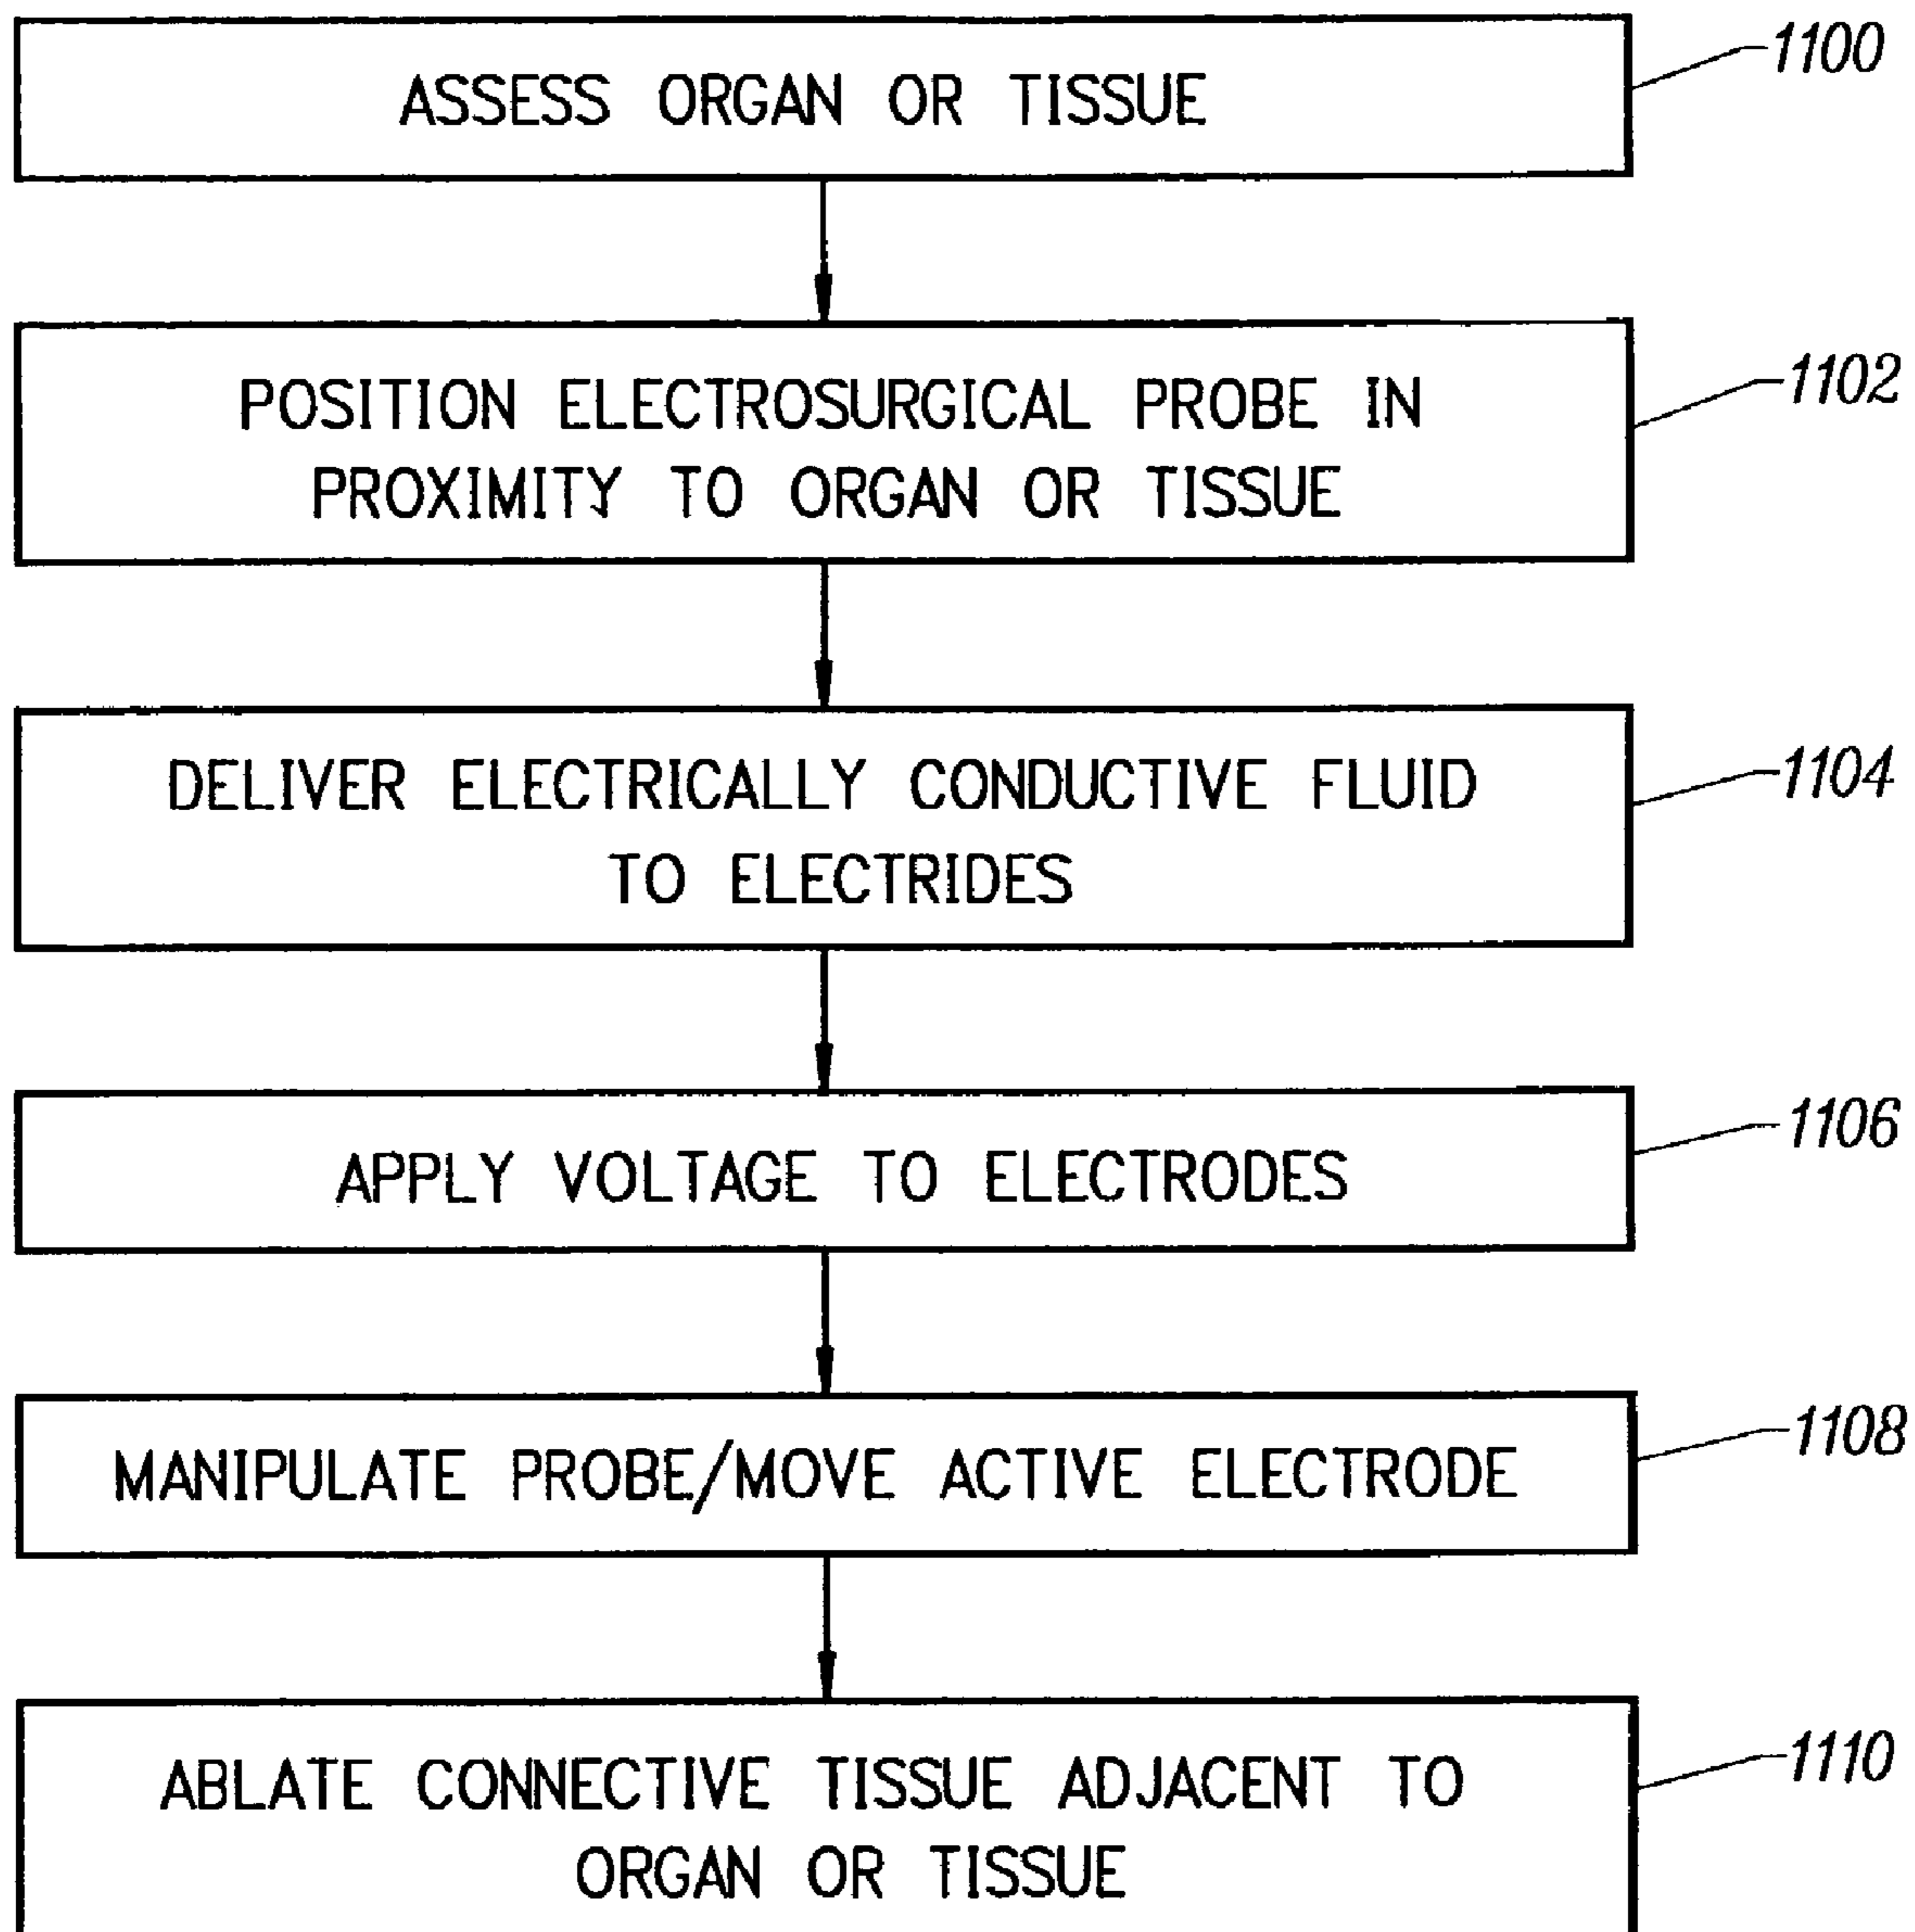 ASSESS ORGAN OR TISSUE
1100
POSITION ELECTROSURGICAL PROBE IN
PROXIMITY TO ORGAN OR TISSUE
1102
DELIVER ELECTRICALLY CONDUCTIVE FLUID
TO ELECTRIDES
1104
APPLY VOLTAGE TO ELECTRODES
1106
MANIPULATE PROBE/MOVE ACTIVE ELECTRODE
1108
ABLATE CONNECTIVE TISSUE ADJACENT TO
ORGAN OR TISSUE
1110